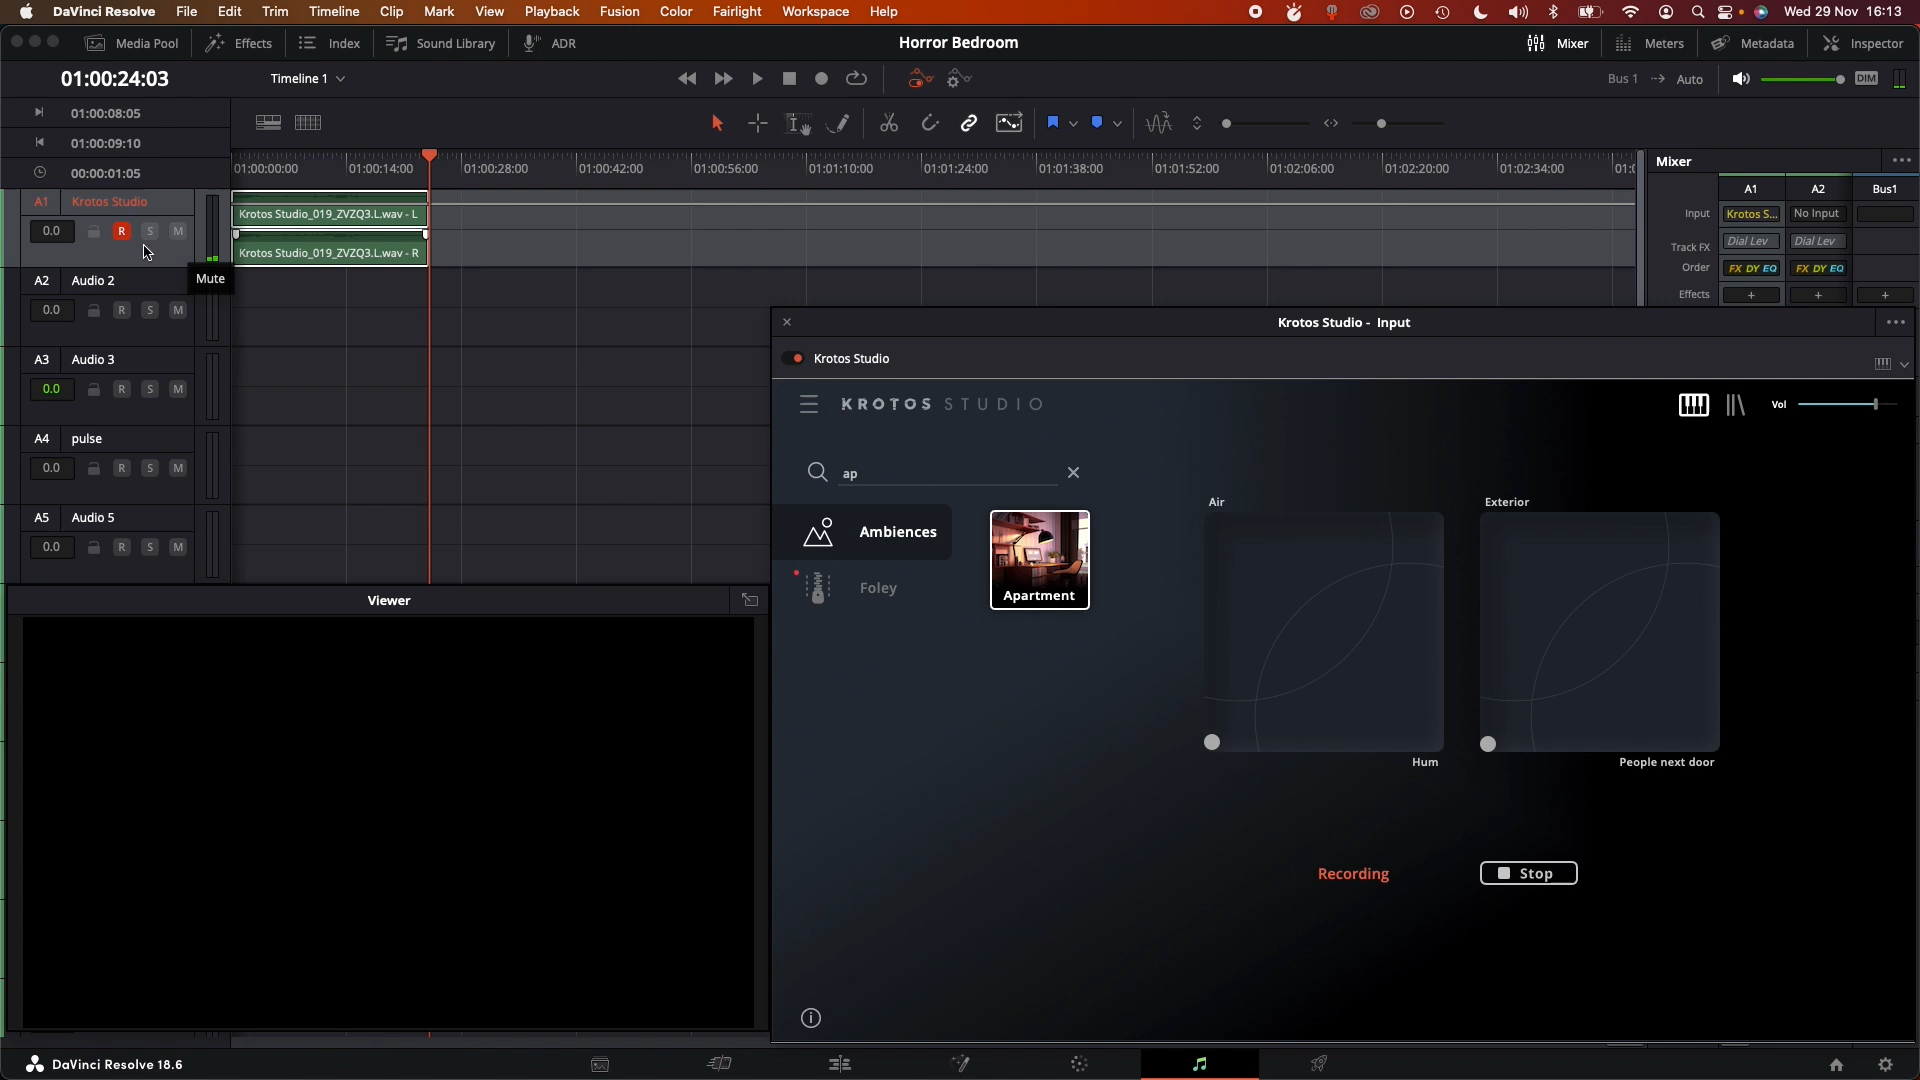 DaVinci Resolve File Edit Trim Timeline Clip Mark View Playback Fusion Color Fairlight Workspace Help Wed 29 Nov 16:13
Media Pool Effects Index Sound Library ADR Horror Bedroom Mixer Meters Metadata Inspector
01:00:24:03 Timeline 1 Bus 1 Auto DIM
01:00:08:05
01:00:09:10
00:00:01:05
01:00:00:00 01:00:14:00 01:00:28:00 01:00:42:00 01:00:56:00 01:01:10:00 01:01:24:00 01:01:38:00 01:01:52:00 01:02:06:00 01:02:20:00 01:02:34:00 01:
Mixer
A1 A2 Bus1
A1 Krotos Studio
0.0 R S M
Krotos Studio_019_ZVZQ3.L.wav - L
Krotos Studio_019_ZVZQ3.L.wav - R
Input Krotos S... No Input
Track FX Dial Lev Dial Lev
Order FX DY EQ FX DY EQ
Effects + + +
Mute
A2 Audio 2
0.0 R S M
A3 Audio 3
0.0 R S M
A4 pulse
0.0 R S M
A5 Audio 5
0.0 R S M
Viewer
Krotos Studio - Input
Krotos Studio
KROTOS STUDIO
Vol
ap
Ambiences
Foley
Apartment
Air
Hum
Exterior
People next door
Recording
Stop
DaVinci Resolve 18.6